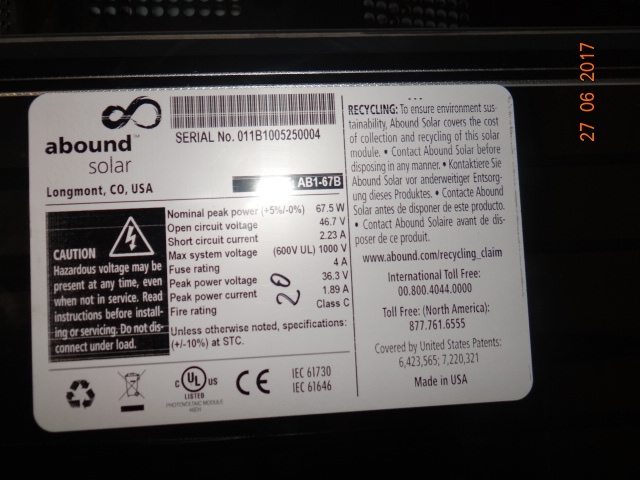 abound™
solar
Longmont, CO, USA
SERIAL No. 011B1005250004
AB1-67B
Nominal peak power (+5%/-0%) 67.5 W
Open circuit voltage 46.7 V
Short circuit current 2.23 A
Max system voltage (600V UL) 1000 V
Fuse rating 4 A
Peak power voltage 36.3 V
Peak power current 1.89 A
Fire rating Class C
20
Unless otherwise noted, specifications:
(+/-10%) at STC.
CAUTION
Hazardous voltage may be
present at any time, even
when not in service. Read
instructions before install-
ing or servicing. Do not dis-
connect under load.
c UL US
LISTED
PHOTOVOLTAIC MODULE
CE
IEC 61730
IEC 61646
RECYCLING: To ensure environment sus-
tainability, Abound Solar covers the cost
of collection and recycling of this solar
module. • Contact Abound Solar before
disposing in any manner. • Kontaktiere Sie
Abound Solar vor anderweitiger Entsorg-
ung dieses Produktes. • Contacte Abound
Solar antes de disponer de este producto.
• Contact Abound Solaire avant de dis-
poser de ce produit.
www.abound.com/recycling_claim
International Toll Free:
00.800.4044.0000
Toll Free: (North America):
877.761.6555
Covered by United States Patents:
6,423,565; 7,220,321
Made in USA
27 06 2017